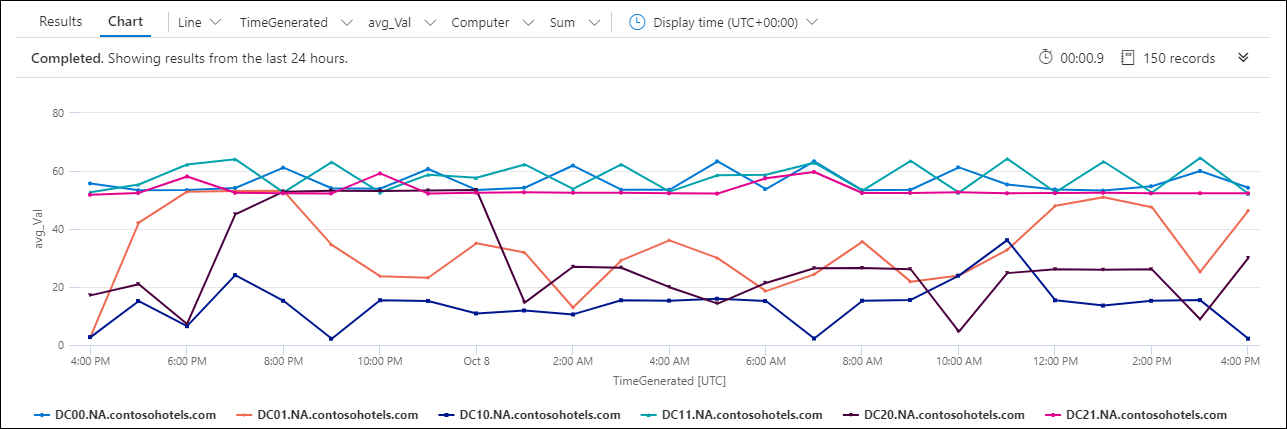 Results Chart Line TimeGenerated avg_Val Computer Sum Display time (UTC+00:00)
Completed. Showing results from the last 24 hours. 00:00.9 150 records
80
60
40
20
0
avg_Val
4:00 PM 6:00 PM 8:00 PM 10:00 PM Oct 8 2:00 AM 4:00 AM 6:00 AM 8:00 AM 10:00 AM 12:00 PM 2:00 PM 4:00 PM
TimeGenerated [UTC]
DC00.NA.contosohotels.com DC01.NA.contosohotels.com DC10.NA.contosohotels.com DC11.NA.contosohotels.com DC20.NA.contosohotels.com DC21.NA.contosohotels.com